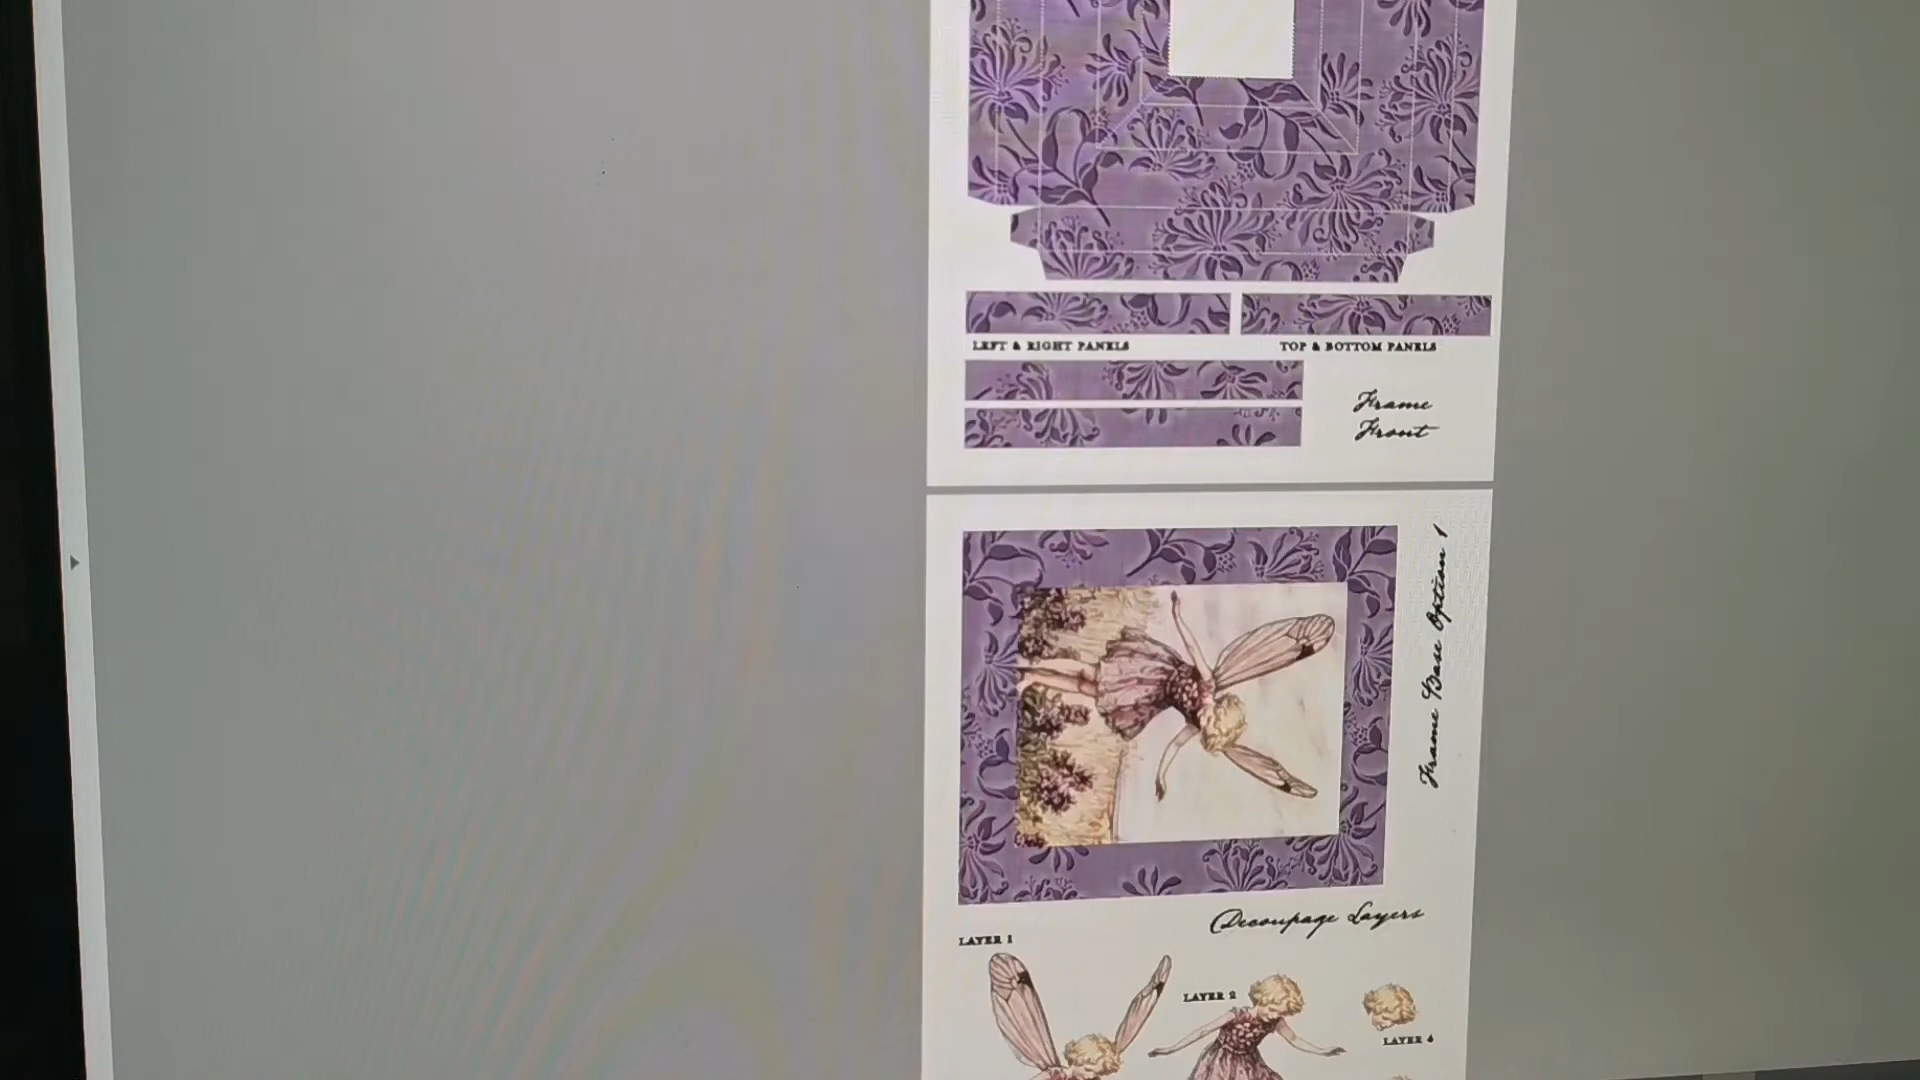 LEFT & RIGHT PANELS
TOP & BOTTOM PANELS
Frame
Front
Frame Base Option 1
Decoupage Layers
LAYER 1
LAYER 2
LAYER 6